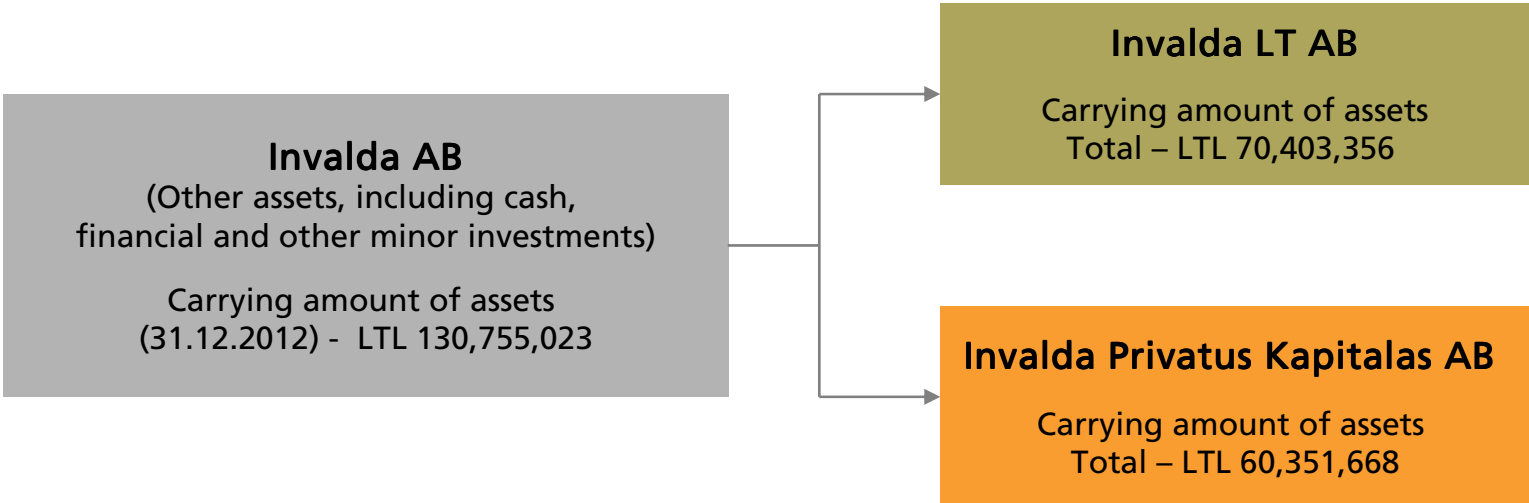 Invalda AB
(Other assets, including cash,
financial and other minor investments)
Carrying amount of assets
(31.12.2012) - LTL 130,755,023
Invalda LT AB
Carrying amount of assets
Total – LTL 70,403,356
Invalda Privatus Kapitalas AB
Carrying amount of assets
Total – LTL 60,351,668